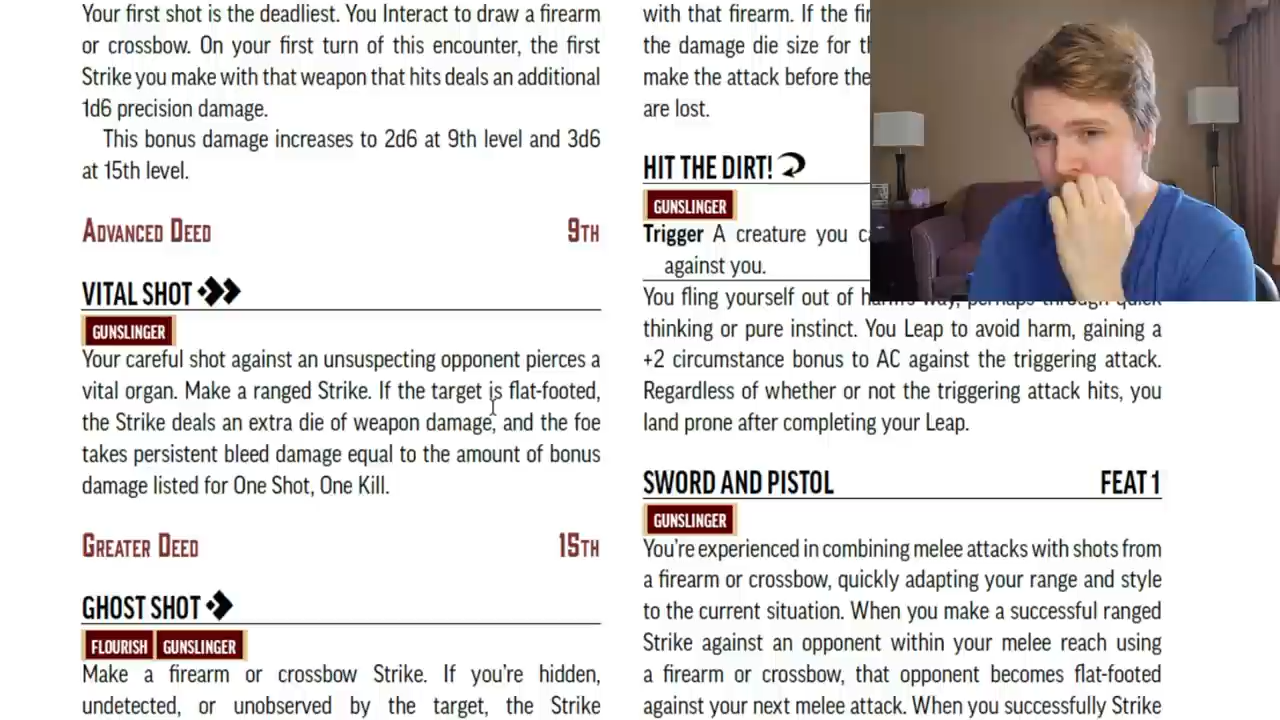 Your first shot is the deadliest. You Interact to draw a firearm
or crossbow. On your first turn of this encounter, the first
Strike you make with that weapon that hits deals an additional
1d6 precision damage.
This bonus damage increases to 2d6 at 9th level and 3d6
at 15th level.
ADVANCED DEED 9TH
VITAL SHOT
GUNSLINGER
Your careful shot against an unsuspecting opponent pierces a
vital organ. Make a ranged Strike. If the target is flat-footed,
the Strike deals an extra die of weapon damage, and the foe
takes persistent bleed damage equal to the amount of bonus
damage listed for One Shot, One Kill.
GREATER DEED 15TH
GHOST SHOT
FLOURISH GUNSLINGER
Make a firearm or crossbow Strike. If you're hidden,
undetected, or unobserved by the target, the Strike
with that firearm. If the
the damage die size for
make the attack before the
are lost.
HIT THE DIRT!
GUNSLINGER
Trigger A creature you
against you.
You fling yourself out of harm's way, perhaps through quick
thinking or pure instinct. You Leap to avoid harm, gaining a
+2 circumstance bonus to AC against the triggering attack.
Regardless of whether or not the triggering attack hits, you
land prone after completing your Leap.
SWORD AND PISTOL FEAT 1
GUNSLINGER
You're experienced in combining melee attacks with shots from
a firearm or crossbow, quickly adapting your range and style
to the current situation. When you make a successful ranged
Strike against an opponent within your melee reach using
a firearm or crossbow, that opponent becomes flat-footed
against your next melee attack. When you successfully Strike